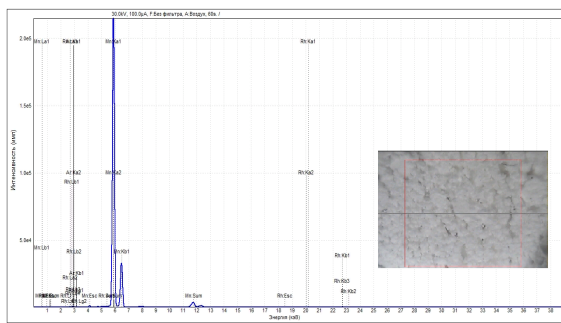 30.0кV, 100.0μA, F:Без фильтра, A:Воздух, 60s. /
Интенсивность (имп)
2.0e5
1.5e5
1.0e5
5.0e4
Mn:La1
Mn:Ka1
Rh:Ka1
Ar:Ka2
Mn:Ka2
Rh:Ka2
Rh:Lb1
Mn:Lb1
Rh:Lb2
Mn:Kb1
Rh:Kb1
Ar:Kb1
Rh:Kb3
Rh:Kb2
Mn:Esc
Mn:Sum
Rh:Esc
0 1 2 3 4 5 6 7 8 9 10 11 12 13 14 15 16 17 18 19 20 21 22 23 24 25 26 27 28 29 30 31 32 33 34 35 36 37 38
Энергия (кэВ)